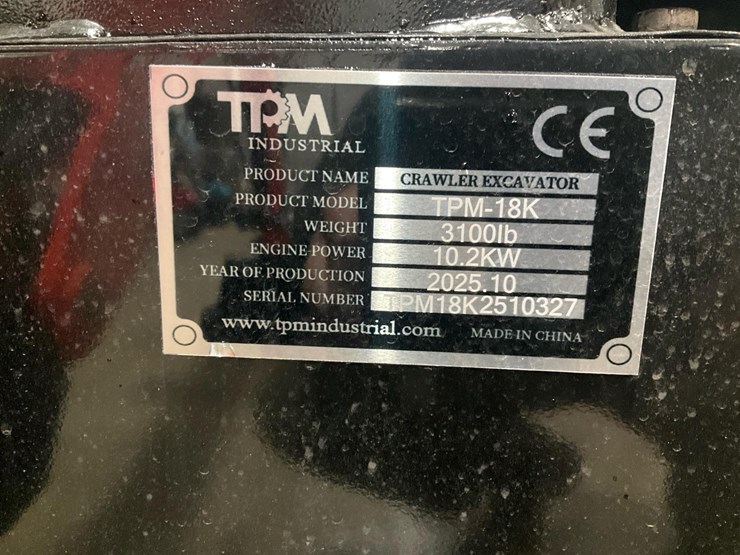 TPM
INDUSTRIAL
CE
PRODUCT NAME CRAWLER EXCAVATOR
PRODUCT MODEL TPM-18K
WEIGHT 3100lb
ENGINE POWER 10.2KW
YEAR OF PRODUCTION 2025.10
SERIAL NUMBER TPM18K2510327
www.tpmindustrial.com MADE IN CHINA